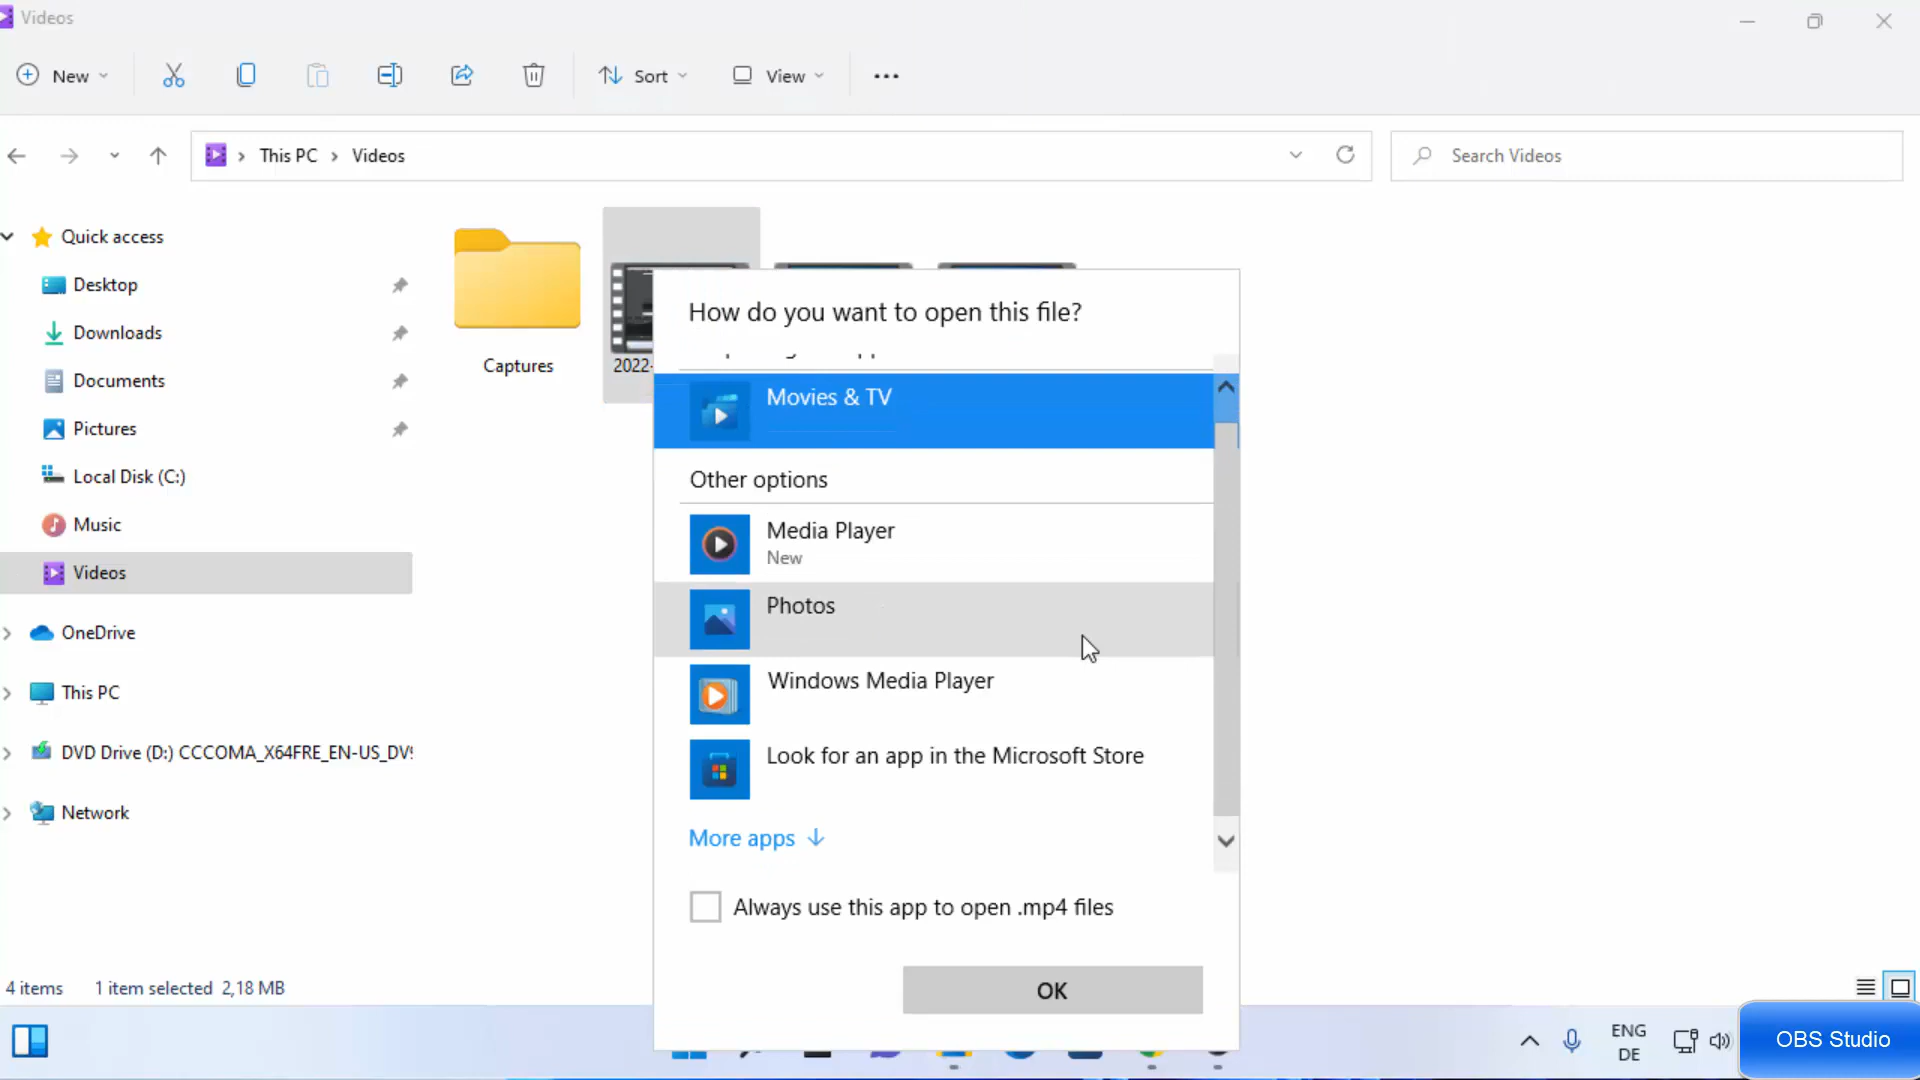 Videos
New
Sort
View
This PC
Videos
Search Videos
Quick access
Desktop
Downloads
Documents
Pictures
Local Disk (C:)
Music
Videos
OneDrive
This PC
DVD Drive (D:) CCCOMA_X64FRE_EN-US_DV9
Network
Captures
2022-
How do you want to open this file?
Movies & TV
Other options
Media Player
New
Photos
Windows Media Player
Look for an app in the Microsoft Store
More apps
Always use this app to open .mp4 files
OK
4 items 1 item selected 2,18 MB
ENG
DE
OBS Studio